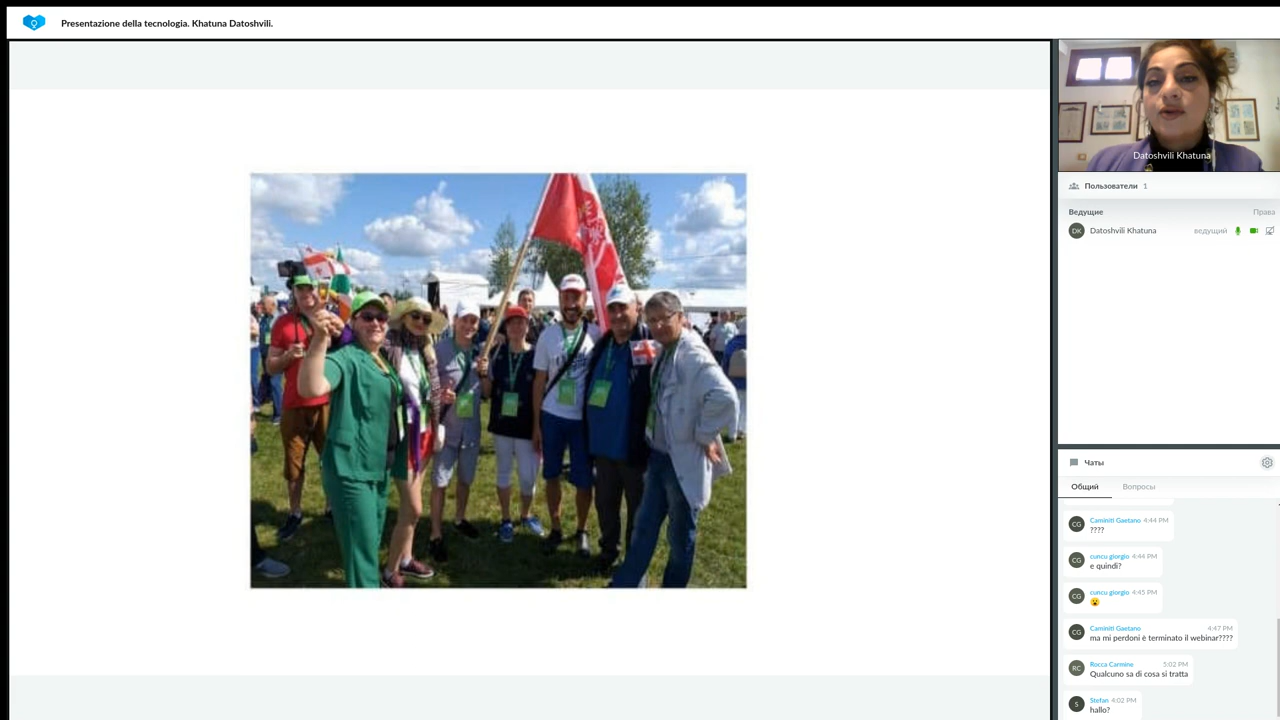 Presentazione della tecnologia. Khatuna Datoshvili.
Datoshvili Khatuna
Пользователи 1
Ведущие Права
DK Datoshvili Khatuna ведущий
Чаты
Общий Вопросы
CG Caminiti Gaetano 4:44 PM
????
CG cuncu giorgio 4:44 PM
e quindi?
CG cuncu giorgio 4:45 PM
😮
CG Caminiti Gaetano 4:47 PM
ma mi perdoni è terminato il webinar????
RC Rocca Carmine 5:02 PM
Qualcuno sa di cosa si tratta
S Stefan 4:02 PM
hallo?